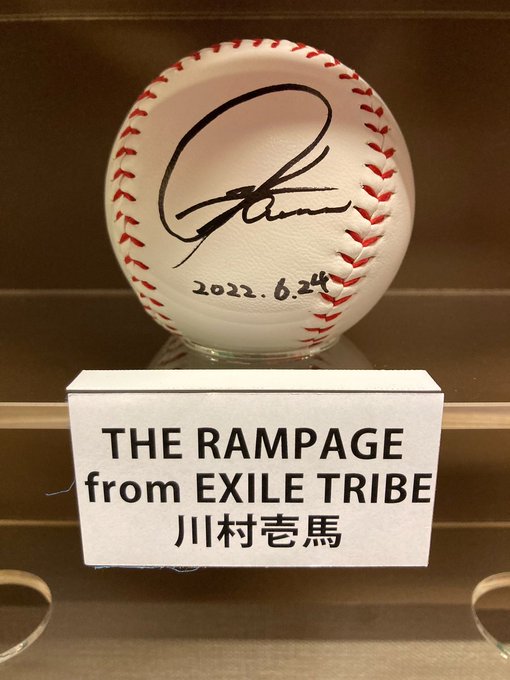 2022.6.24
THE RAMPAGE
from EXILE TRIBE
川村壱馬